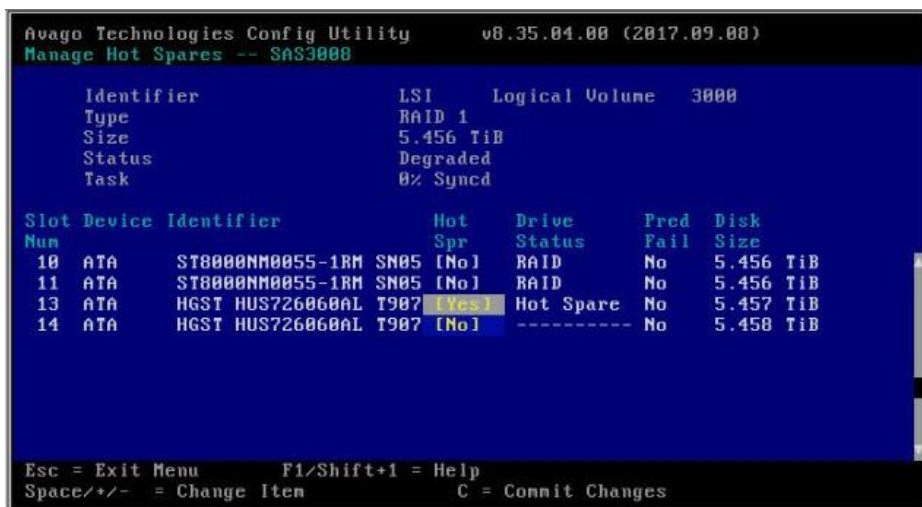 Avago Technologies Config Utility v8.35.04.00 (2017.09.08)
Manage Hot Spares -- SAS3008
Identifier LSI Logical Volume 3000
Type RAID 1
Size 5.456 TiB
Status Degraded
Task 0% Syncd
Slot Device Identifier Hot Drive Pred Disk
Num Spr Status Fail Size
10 ATA ST8000NM0055-1RM SN05 [No] RAID No 5.456 TiB
11 ATA ST8000NM0055-1RM SN05 [No] RAID No 5.456 TiB
13 ATA HGST HUS726060AL T907 [Yes] Hot Spare No 5.457 TiB
14 ATA HGST HUS726060AL T907 [No] ---------- No 5.458 TiB
Esc = Exit Menu F1/Shift+1 = Help
Space/+/- = Change Item C = Commit Changes